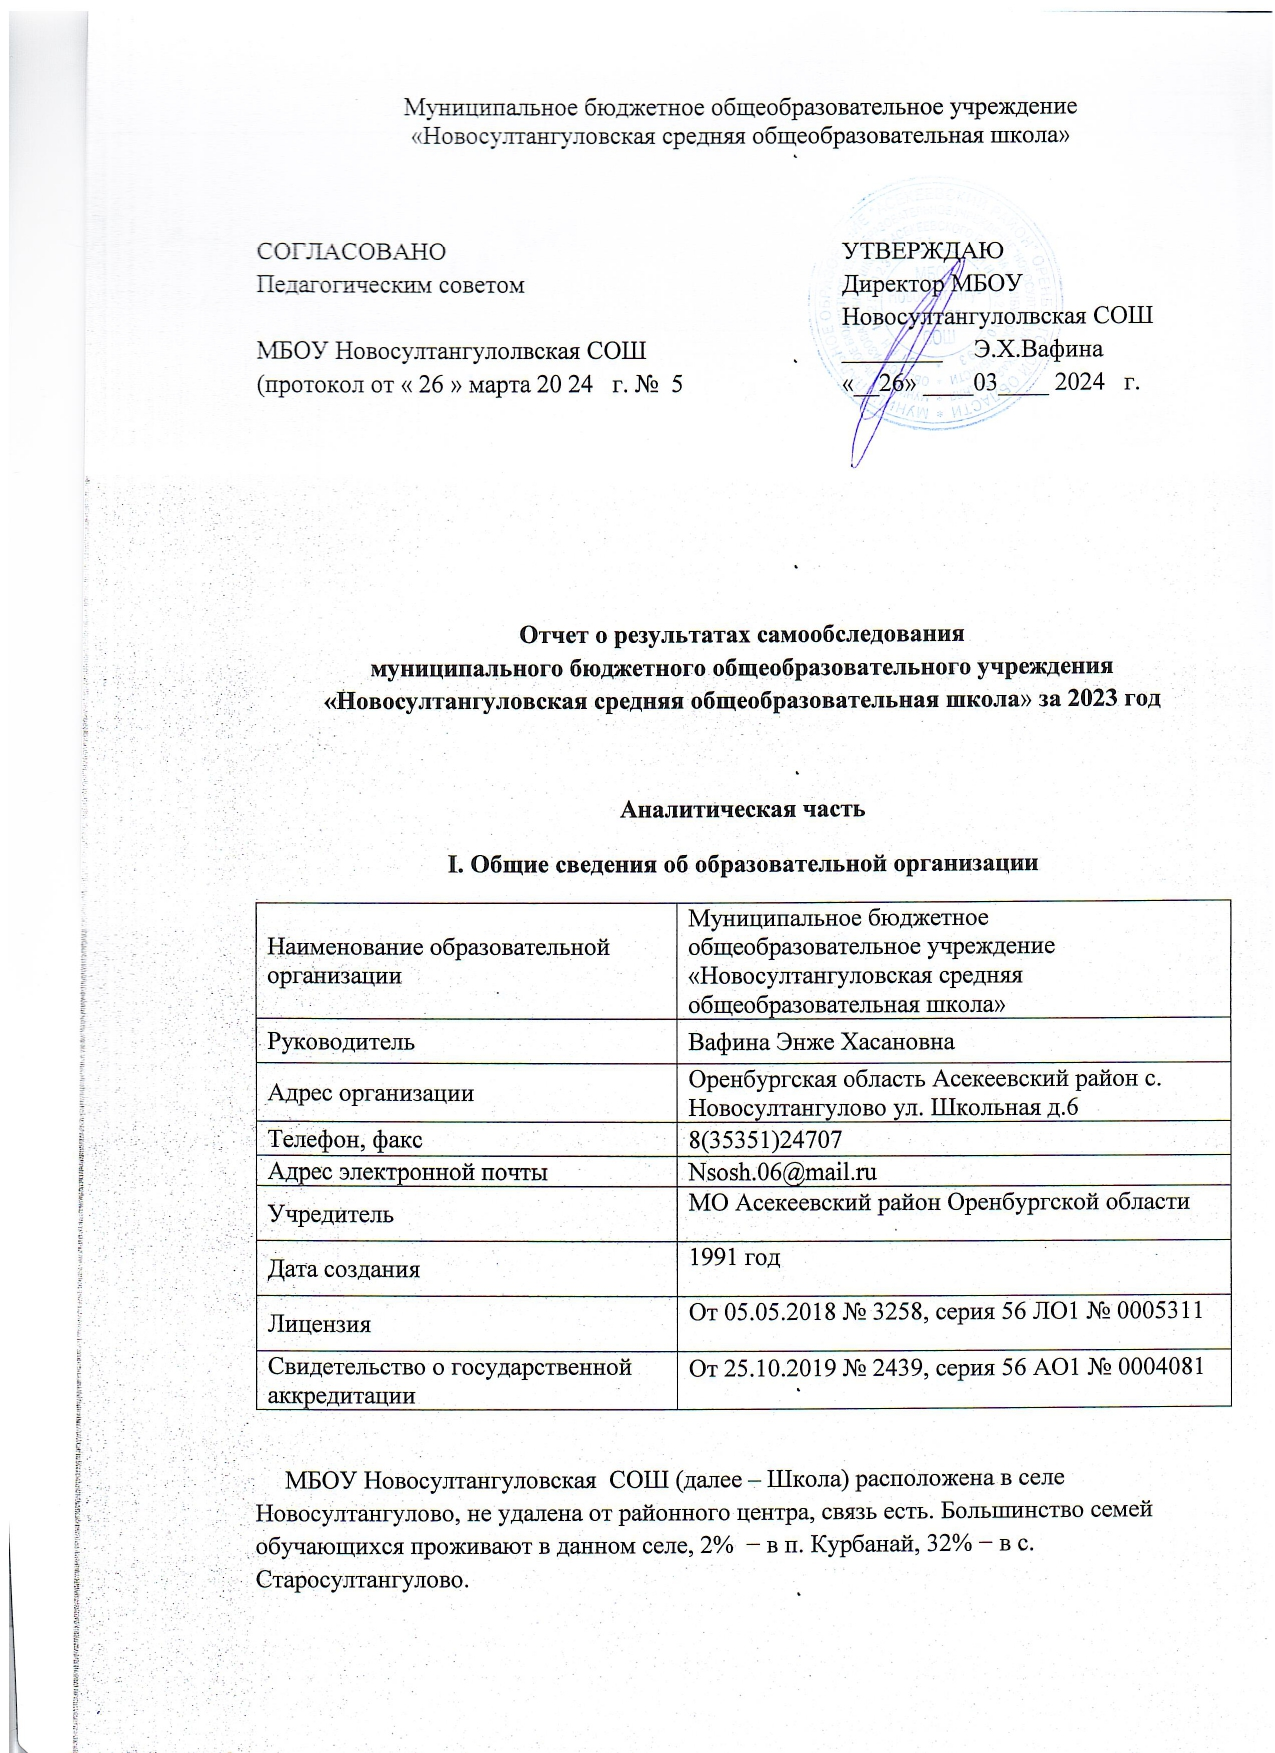 Муниципальное бюджетное общеобразовательное учреждение
«Новосултангуловская средняя общеобразовательная школа»
СОГЛАСОВАНО
Педагогическим советом
МБОУ Новосултангулолвская СОШ
(протокол от « 26 » марта 20 24 г. № 5
УТВЕРЖДАЮ
Директор МБОУ
Новосултангулолвская СОШ
________ Э.Х.Вафина
«__26» ____03____ 2024 г.
Отчет о результатах самообследования
муниципального бюджетного общеобразовательного учреждения
«Новосултангуловская средняя общеобразовательная школа» за 2023 год
Аналитическая часть
I. Общие сведения об образовательной организации
Наименование образовательной
организации
Муниципальное бюджетное
общеобразовательное учреждение
«Новосултангуловская средняя
общеобразовательная школа»
Руководитель
Вафина Энже Хасановна
Адрес организации
Оренбургская область Асекеевский район с.
Новосултангулово ул. Школьная д.6
Телефон, факс
8(35351)24707
Адрес электронной почты
Nsosh.06@mail.ru
Учредитель
МО Асекеевский район Оренбургской области
Дата создания
1991 год
Лицензия
От 05.05.2018 № 3258, серия 56 ЛО1 № 0005311
Свидетельство о государственной
аккредитации
От 25.10.2019 № 2439, серия 56 АО1 № 0004081
МБОУ Новосултангуловская СОШ (далее – Школа) расположена в селе
Новосултангулово, не удалена от районного центра, связь есть. Большинство семей
обучающихся проживают в данном селе, 2% − в п. Курбанай, 32% − в с.
Старосултангулово.